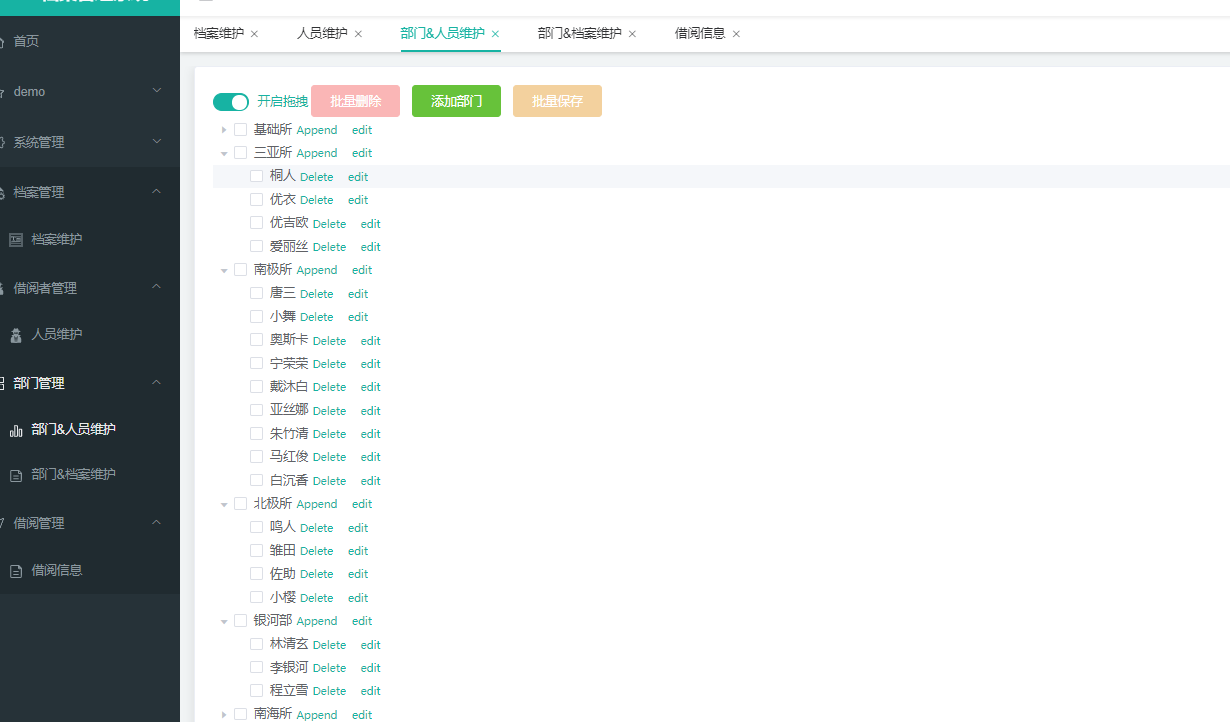 首页
demo
系统管理
档案管理
档案维护
借阅者管理
人员维护
部门管理
部门&人员维护
部门&档案维护
借阅管理
借阅信息
档案维护 × 人员维护 × 部门&人员维护 × 部门&档案维护 × 借阅信息 ×
开启拖拽 批量删除 添加部门 批量保存
基础所 Append edit
三亚所 Append edit
桐人 Delete edit
优衣 Delete edit
优吉欧 Delete edit
爱丽丝 Delete edit
南极所 Append edit
唐三 Delete edit
小舞 Delete edit
奥斯卡 Delete edit
宁荣荣 Delete edit
戴沐白 Delete edit
亚丝娜 Delete edit
朱竹清 Delete edit
马红俊 Delete edit
白沉香 Delete edit
北极所 Append edit
鸣人 Delete edit
雏田 Delete edit
佐助 Delete edit
小樱 Delete edit
银河部 Append edit
林清玄 Delete edit
李银河 Delete edit
程立雪 Delete edit
南海所 Append edit